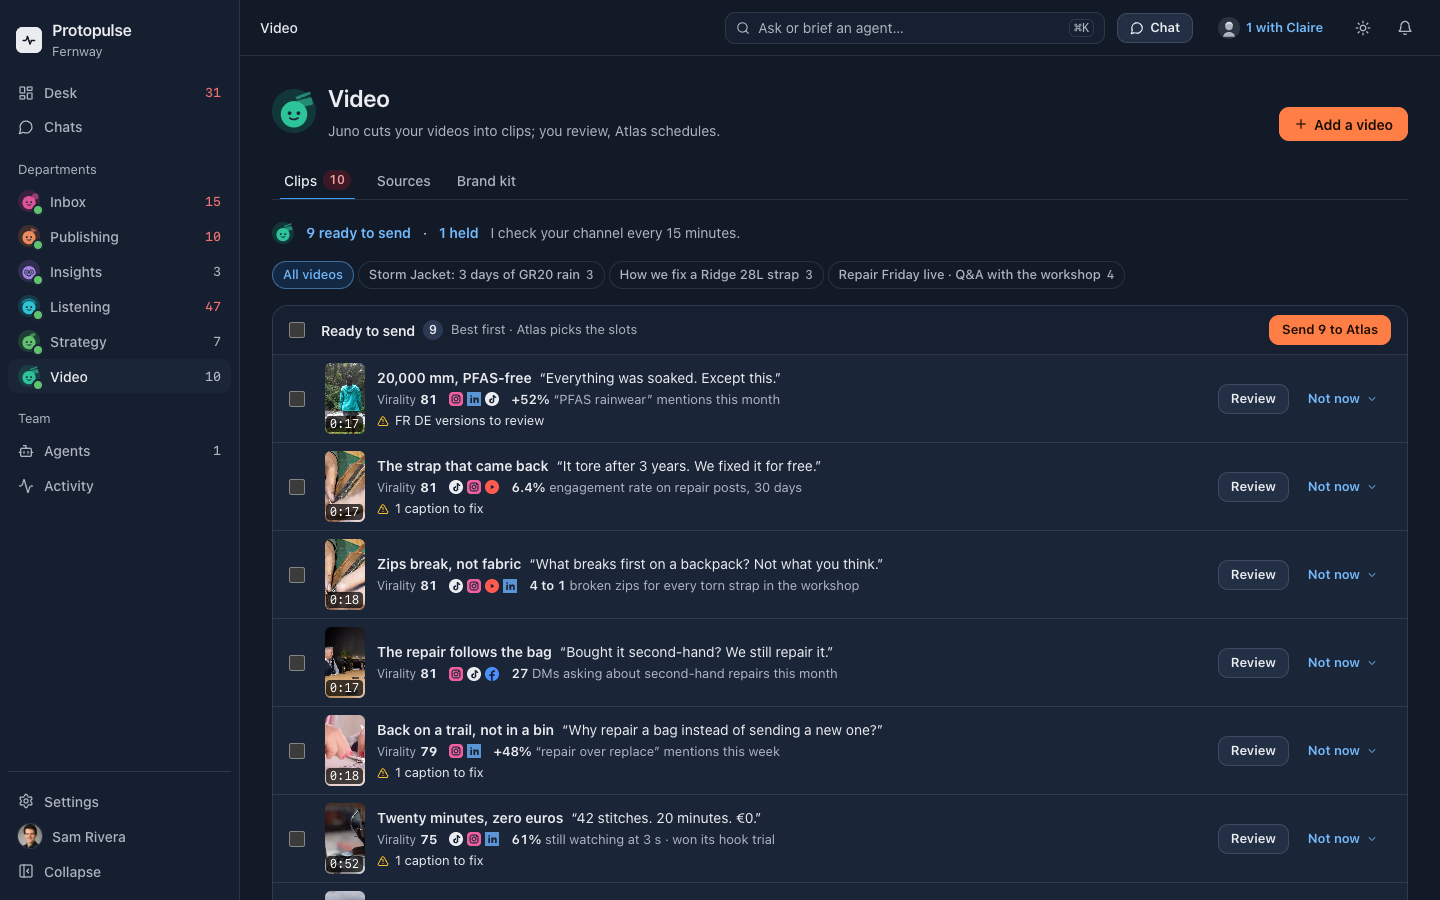 Protopulse
Fernway
Desk 31
Chats
Departments
Inbox 15
Publishing 10
Insights 3
Listening 47
Strategy 7
Video 10
Team
Agents 1
Activity
Settings
Sam Rivera
Collapse
Video
Ask or brief an agent… ⌘K
Chat
1 with Claire
Video
Juno cuts your videos into clips; you review, Atlas schedules.
+ Add a video
Clips 10
Sources
Brand kit
9 ready to send · 1 held I check your channel every 15 minutes.
All videos
Storm Jacket: 3 days of GR20 rain 3
How we fix a Ridge 28L strap 3
Repair Friday live · Q&A with the workshop 4
Ready to send 9 Best first · Atlas picks the slots
Send 9 to Atlas
0:17
20,000 mm, PFAS-free “Everything was soaked. Except this.”
Virality 81 +52% “PFAS rainwear” mentions this month
FR DE versions to review
Review
Not now
0:17
The strap that came back “It tore after 3 years. We fixed it for free.”
Virality 81 6.4% engagement rate on repair posts, 30 days
1 caption to fix
Review
Not now
0:18
Zips break, not fabric “What breaks first on a backpack? Not what you think.”
Virality 81 4 to 1 broken zips for every torn strap in the workshop
Review
Not now
0:17
The repair follows the bag “Bought it second-hand? We still repair it.”
Virality 81 27 DMs asking about second-hand repairs this month
Review
Not now
0:18
Back on a trail, not in a bin “Why repair a bag instead of sending a new one?”
Virality 79 +48% “repair over replace” mentions this week
1 caption to fix
Review
Not now
0:52
Twenty minutes, zero euros “42 stitches. 20 minutes. €0.”
Virality 75 61% still watching at 3 s · won its hook trial
1 caption to fix
Review
Not now